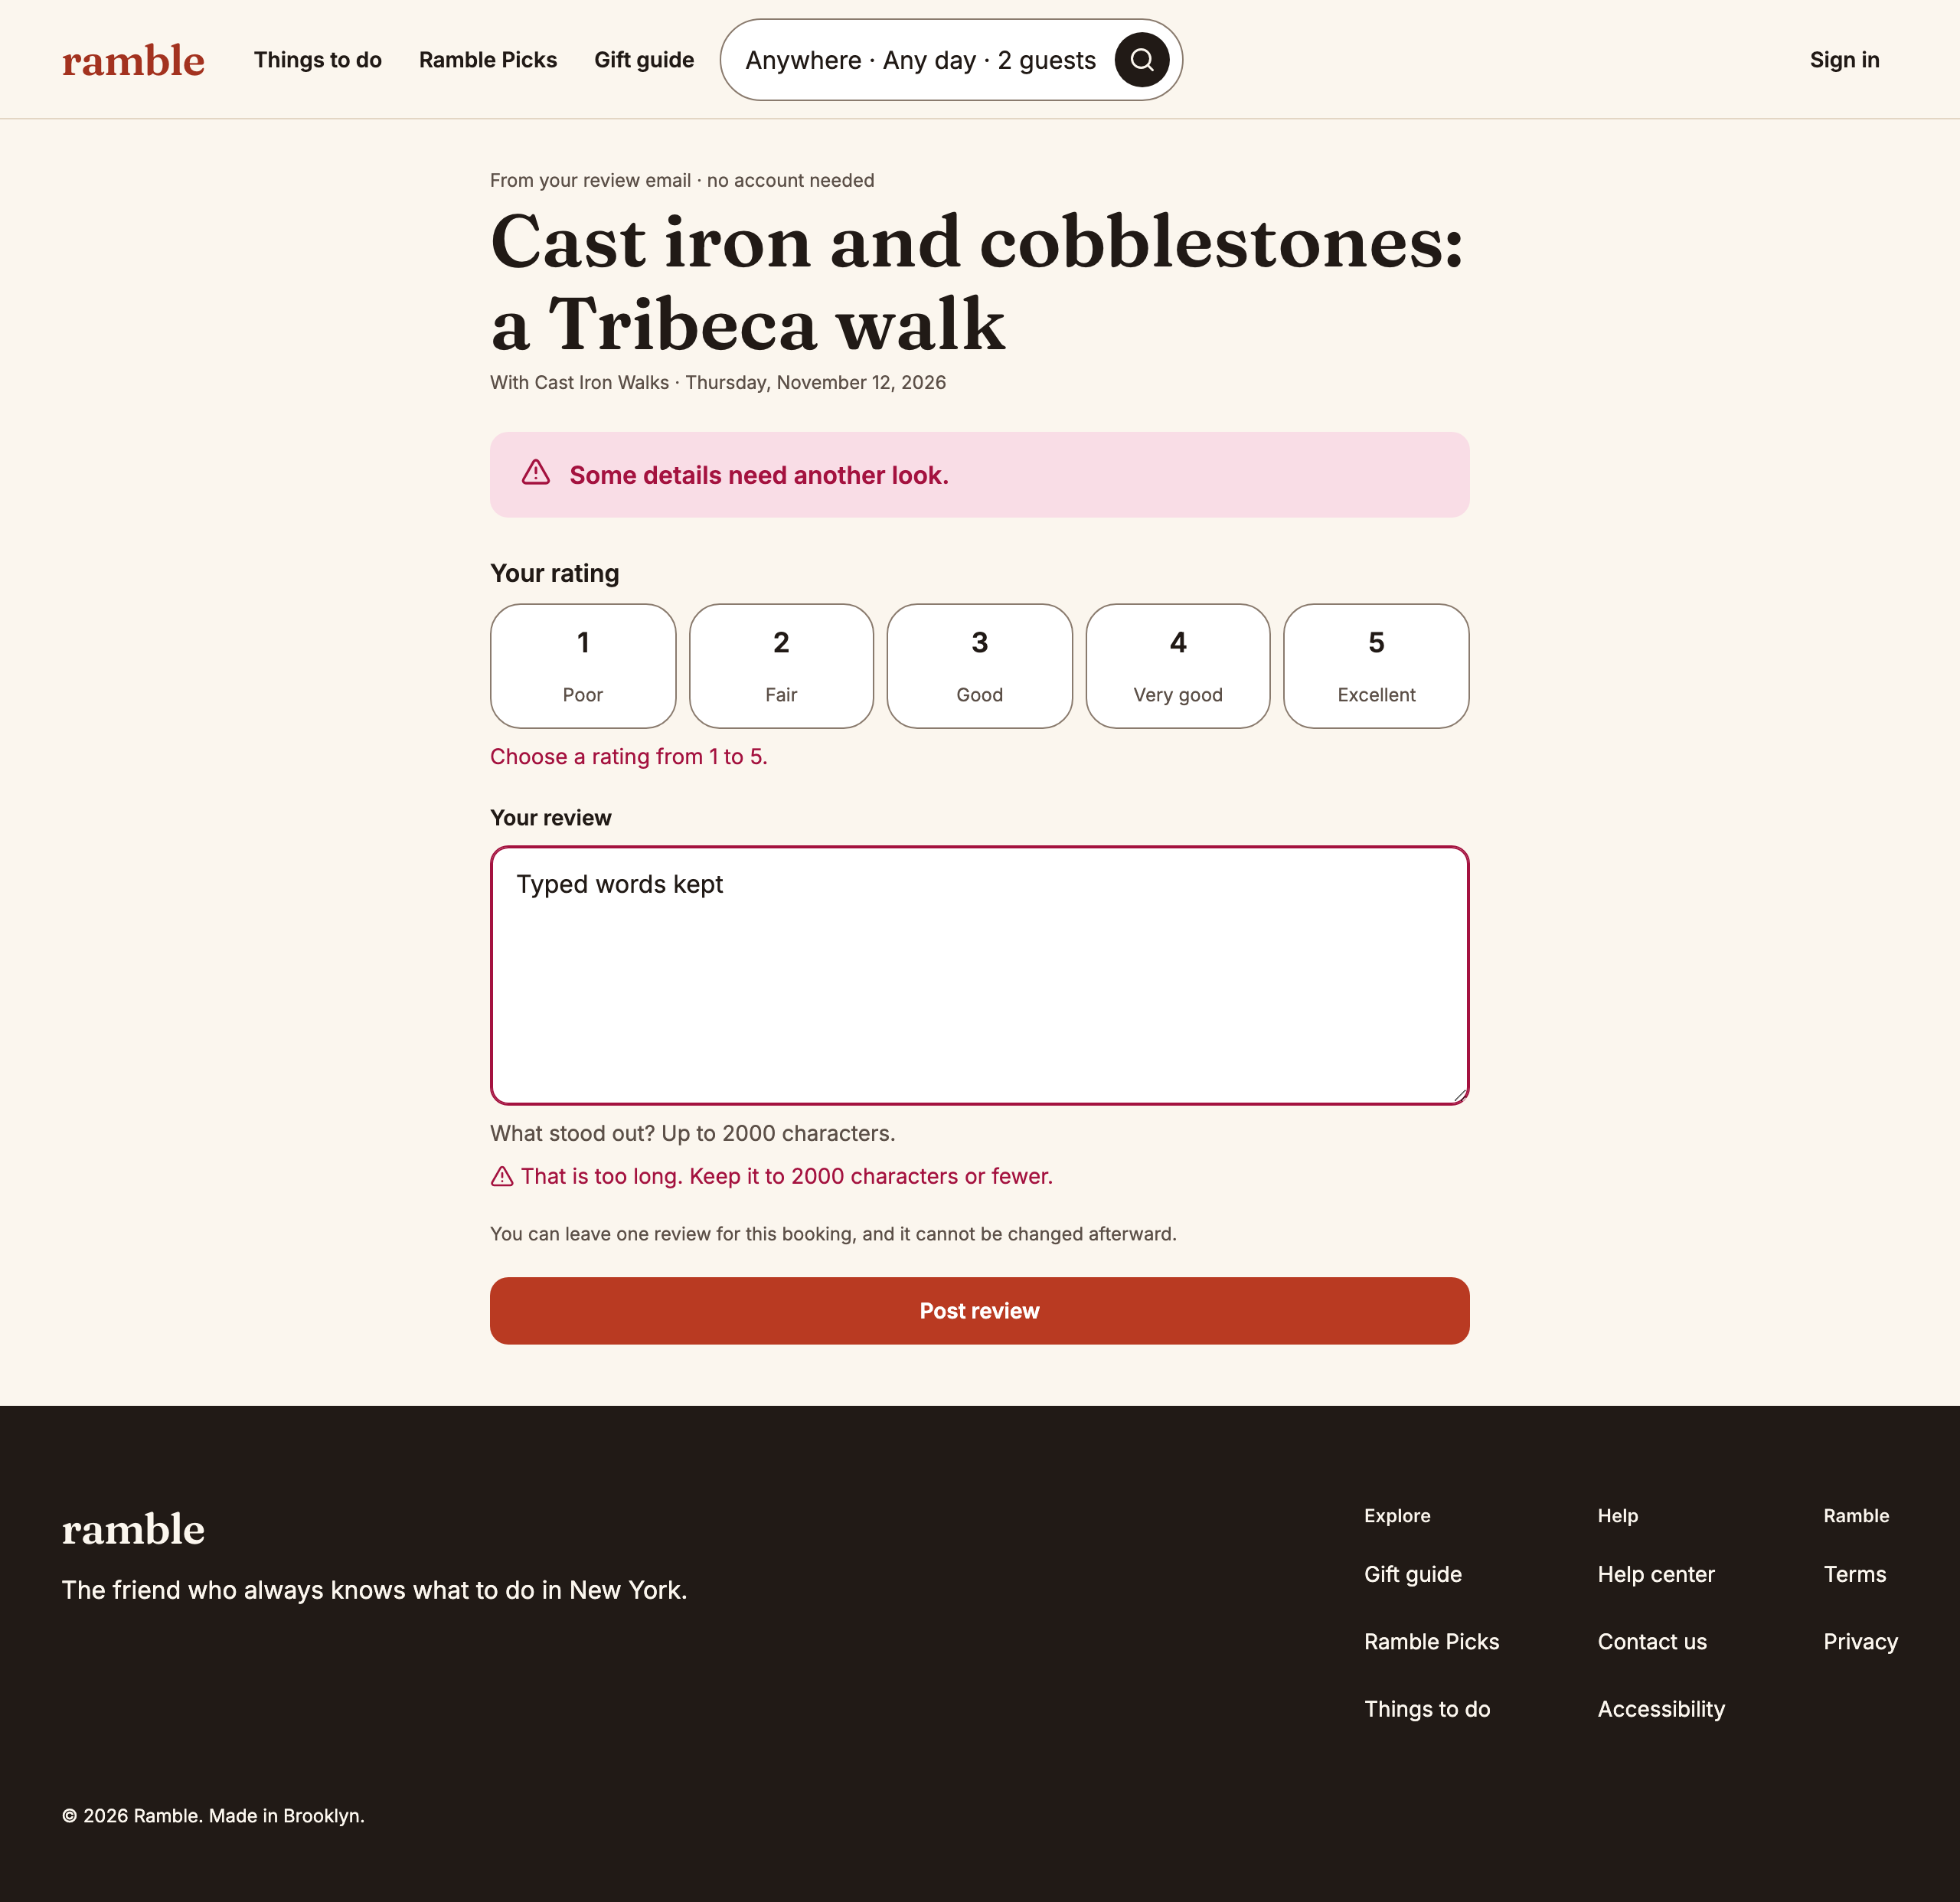 ramble
Things to do
Ramble Picks
Gift guide
Anywhere · Any day · 2 guests
Sign in
From your review email · no account needed
Cast iron and cobblestones:
a Tribeca walk
With Cast Iron Walks · Thursday, November 12, 2026
Some details need another look.
Your rating
1
Poor
2
Fair
3
Good
4
Very good
5
Excellent
Choose a rating from 1 to 5.
Your review
Typed words kept
What stood out? Up to 2000 characters.
That is too long. Keep it to 2000 characters or fewer.
You can leave one review for this booking, and it cannot be changed afterward.
Post review
ramble
The friend who always knows what to do in New York.
Explore
Gift guide
Ramble Picks
Things to do
Help
Help center
Contact us
Accessibility
Ramble
Terms
Privacy
© 2026 Ramble. Made in Brooklyn.